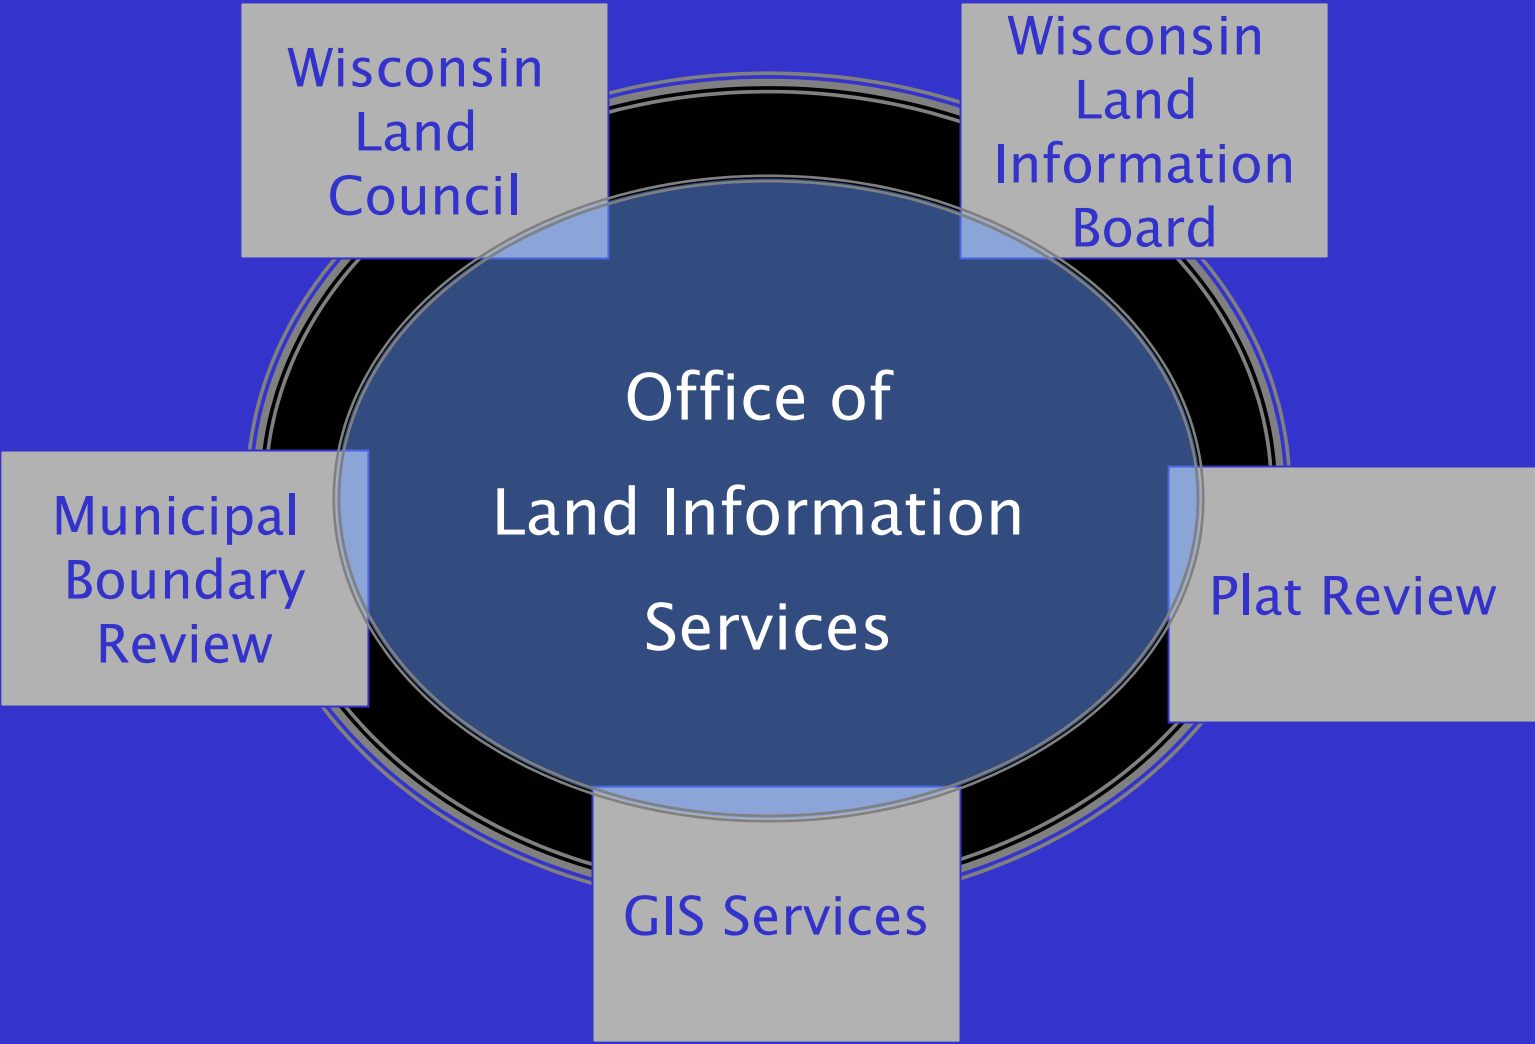 Wisconsin
Land
Council
Wisconsin
Land
Information
Board
Office of
Land Information
Services
Municipal
Boundary
Review
Plat Review
GIS Services